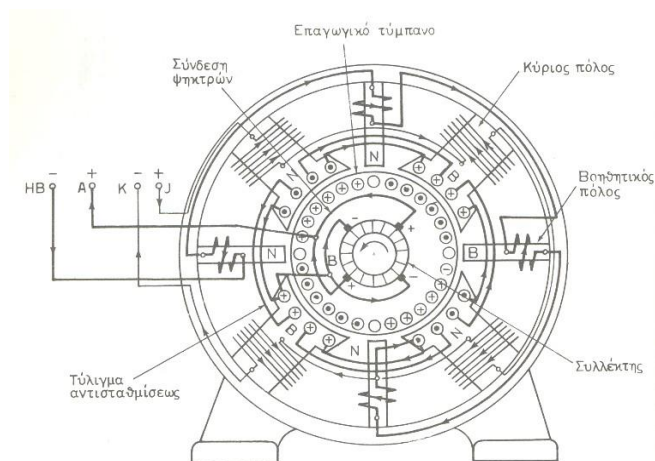 Επαγωγικό τύμπανο
Σύνδεση
ψηκτρών
Κύριος πόλος
Βοηθητικός
πόλος
- + - +
HB A K J
N
N B
N B
B
N
B N
N
- +
+ -
Τύλιγμα
αντισταθμίσεως
Συλλέκτης